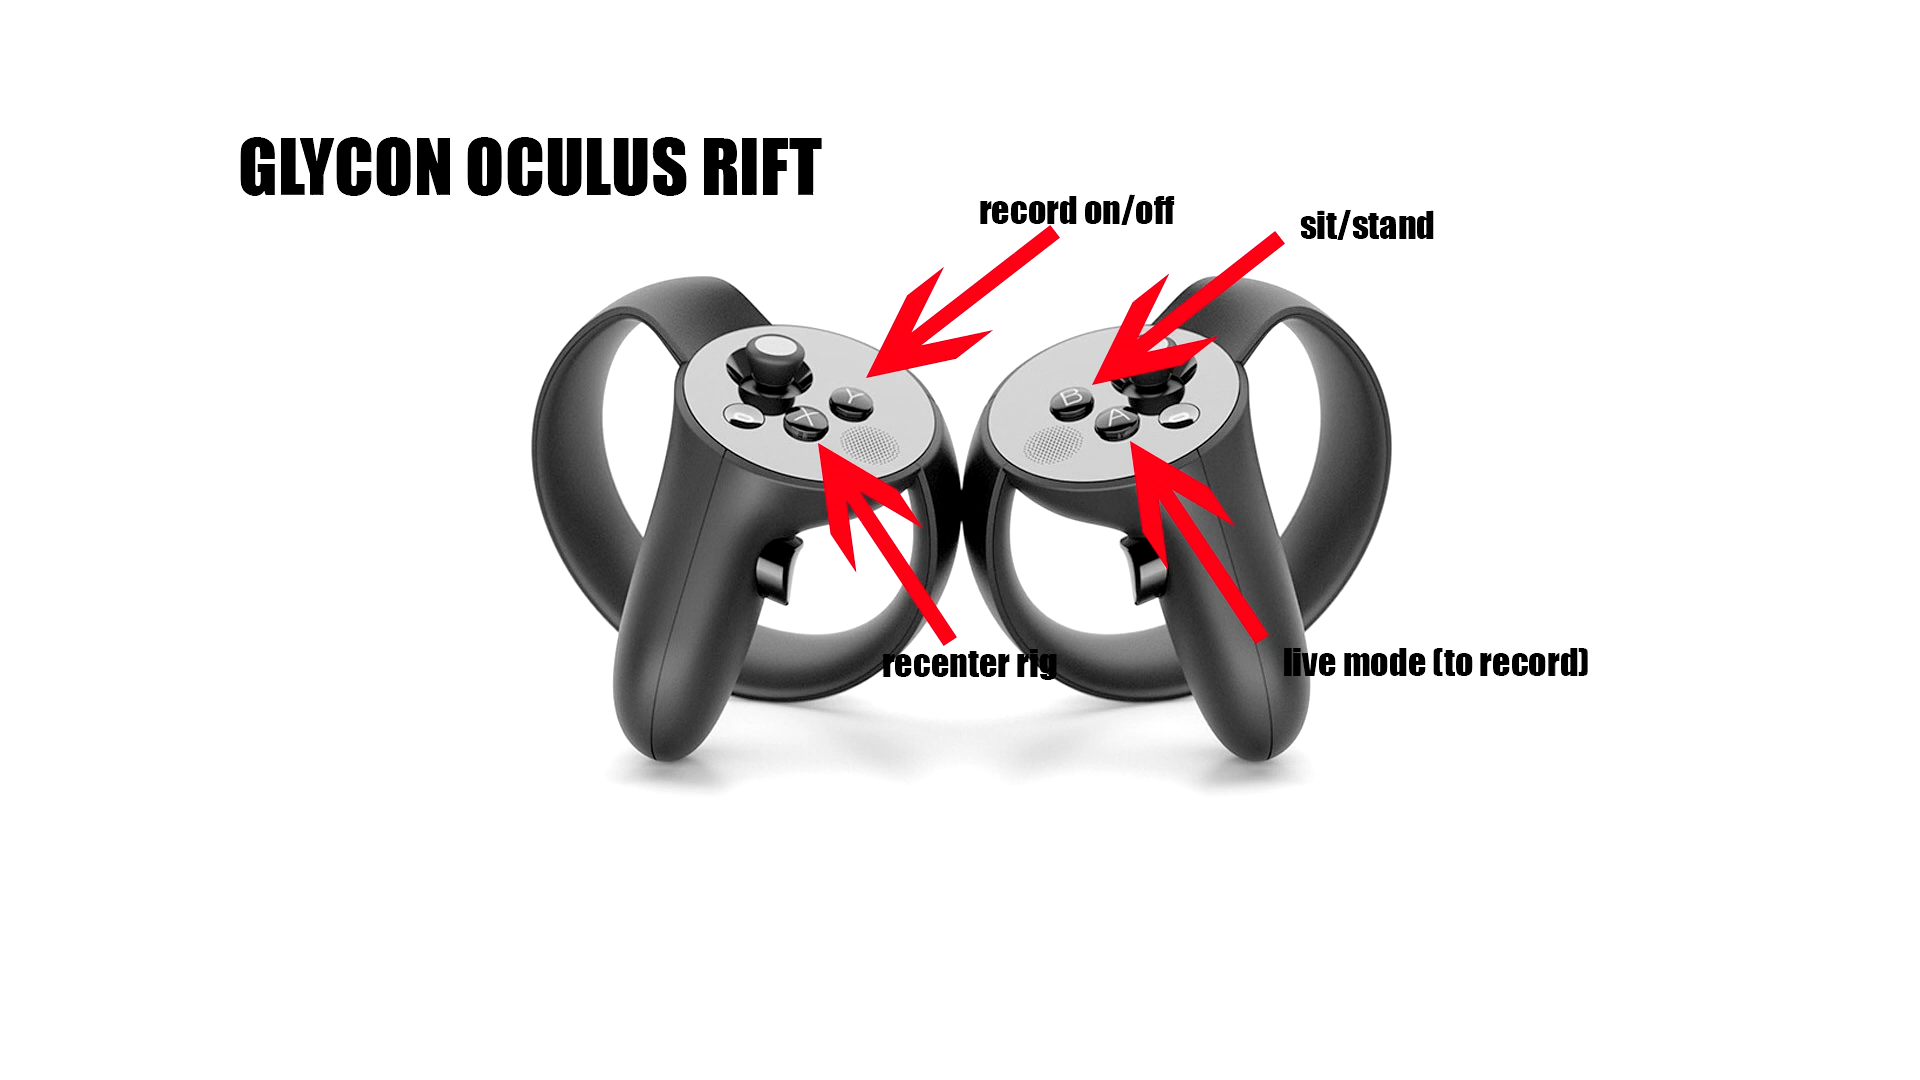 GLYCON OCULUS RIFT
record on/off
sit/stand
Y
X
B
A
recenter rig
live mode (to record)